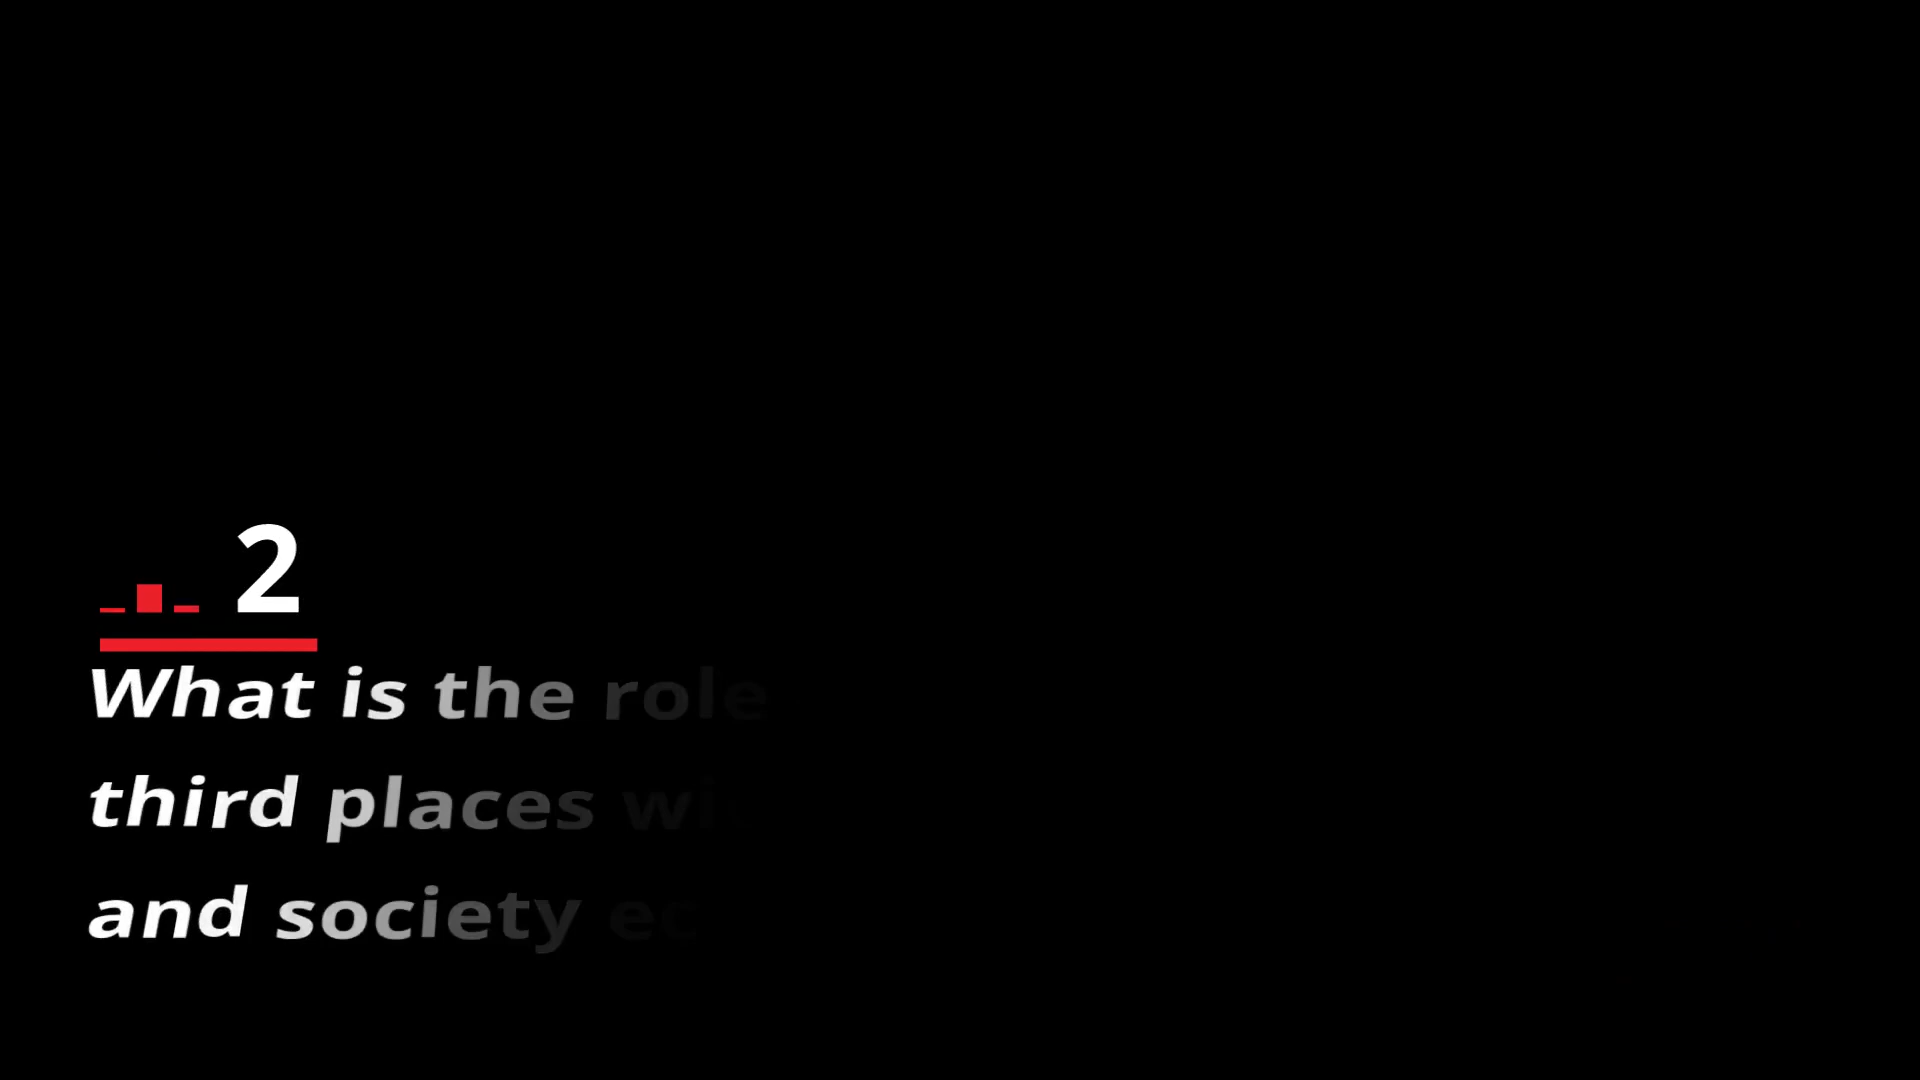 2
What is the role
third places
and society